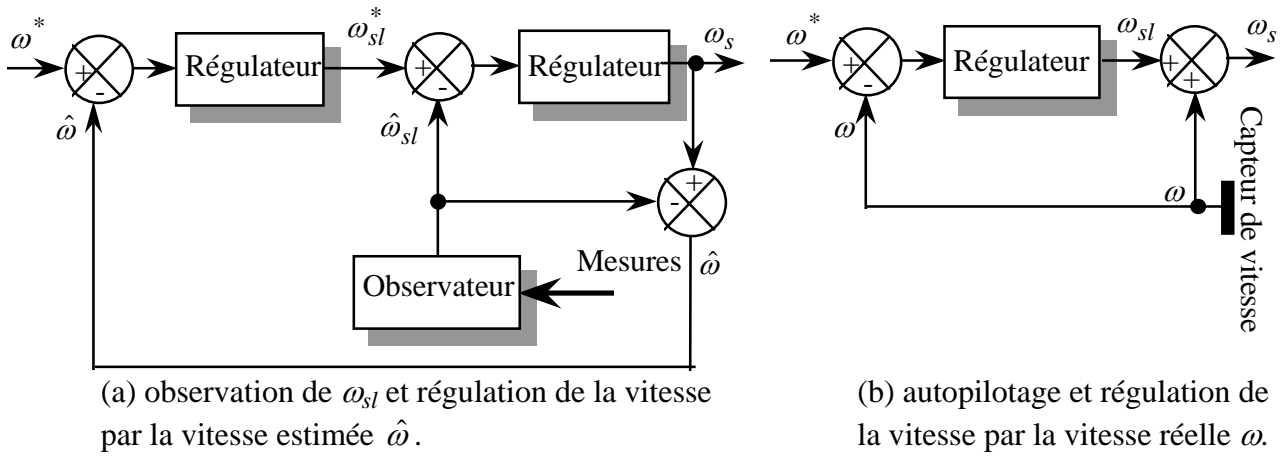 ω* + - Régulateur ω*sl + - Régulateur ωs
ω̂
ω̂sl
+ -
Observateur
Mesures
ω̂
(a) observation de ωsl et régulation de la vitesse
par la vitesse estimée ω̂.
ω* + - Régulateur ωsl + + ωs
ω
ω
Capteur de vitesse
(b) autopilotage et régulation de
la vitesse par la vitesse réelle ω.